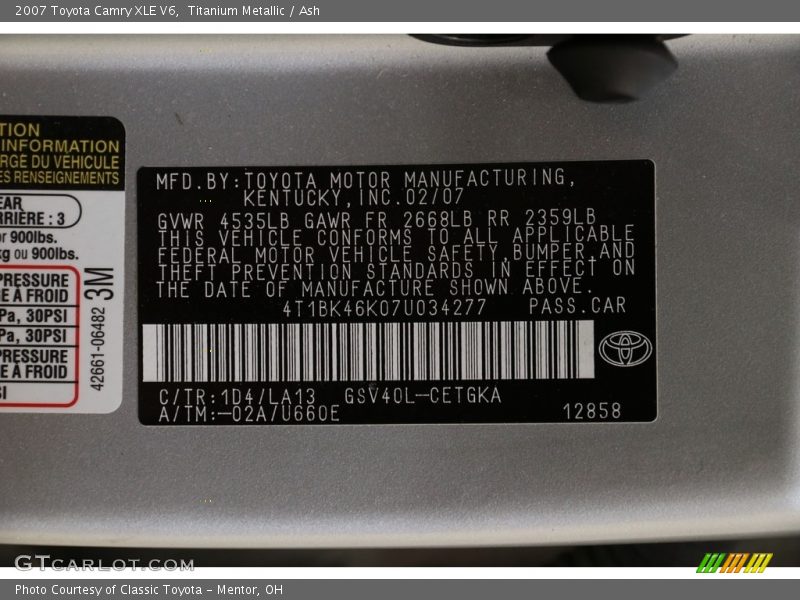 2007 Toyota Camry XLE V6,  Titanium Metallic / Ash
TION
INFORMATION
RGE DU VÉHICULE
ES RENSEIGNEMENTS
EAR
RRIÈRE : 3
or 900lbs.
kg ou 900lbs.
PRESSURE
E À FROID
Pa, 30PSI
Pa, 30PSI
PRESSURE
E À FROID
SI
42661-06482 3M
MFD.BY:TOYOTA MOTOR MANUFACTURING,
KENTUCKY,INC.02/07
GVWR 4535LB GAWR FR 2668LB RR 2359LB
THIS VEHICLE CONFORMS TO ALL APPLICABLE
FEDERAL MOTOR VEHICLE SAFETY,BUMPER,AND
THEFT PREVENTION STANDARDS IN EFFECT ON
THE DATE OF MANUFACTURE SHOWN ABOVE.
4T1BK46K07U034277 PASS.CAR
C/TR:1D4/LA13 GSV40L-CETGKA
A/TM:-02A/U660E
12858
GTCARLOT.COM
Photo Courtesy of Classic Toyota - Mentor, OH